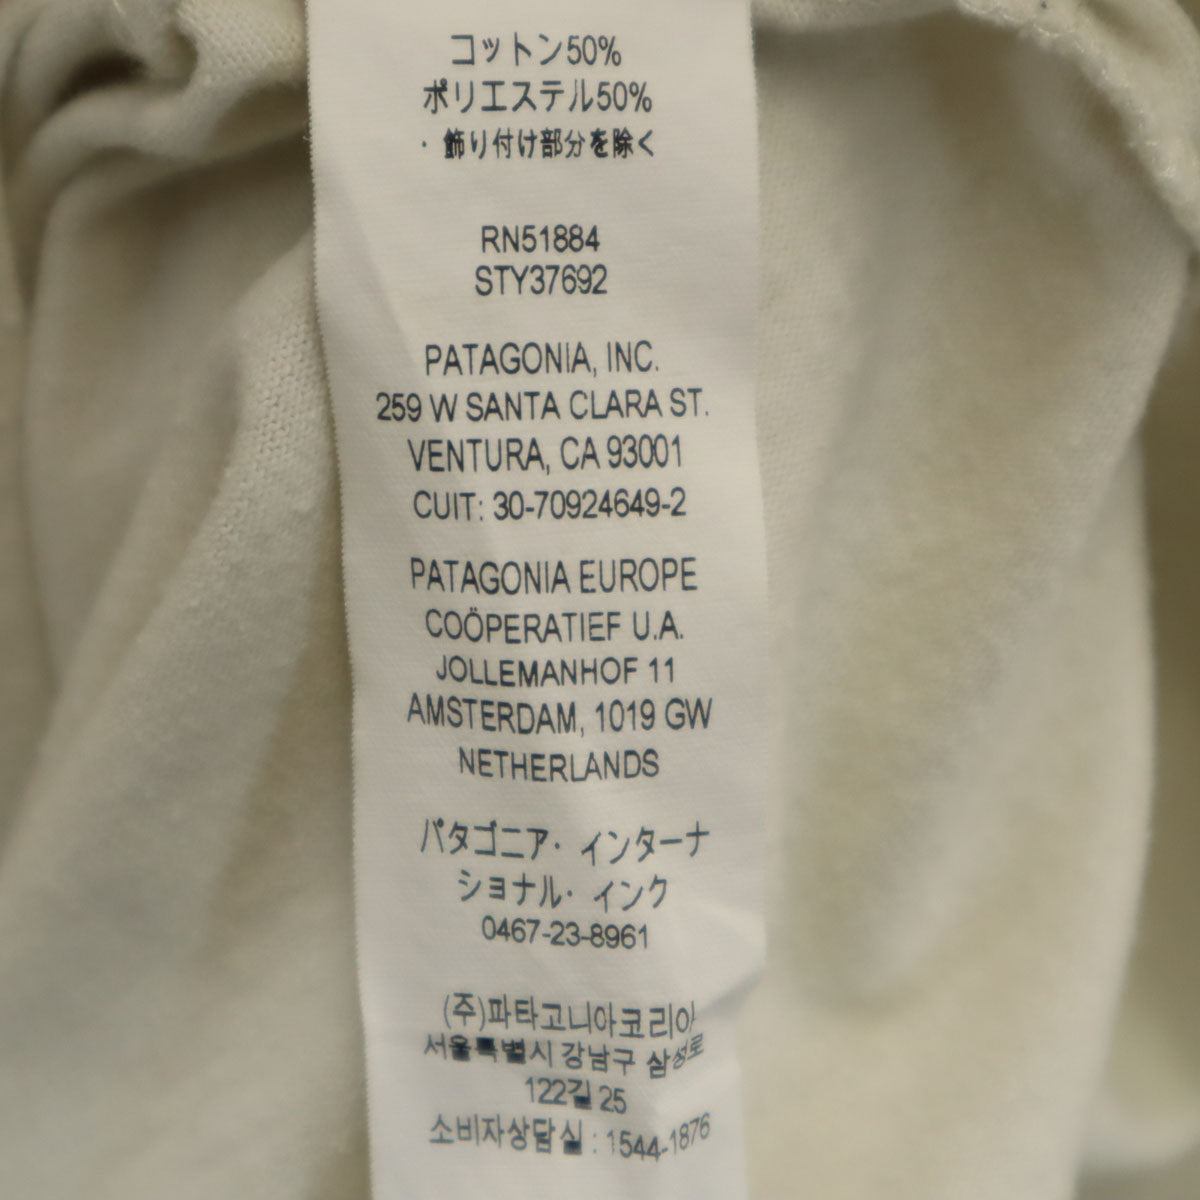 コットン50%
ポリエステル50%
・飾り付け部分を除く
RN51884
STY37692
PATAGONIA, INC.
259 W SANTA CLARA ST.
VENTURA, CA 93001
CUIT: 30-70924649-2
PATAGONIA EUROPE
COÖPERATIEF U.A.
JOLLEMANHOF 11
AMSTERDAM, 1019 GW
NETHERLANDS
パタゴニア・インターナ
ショナル・インク
0467-23-8961
(주)파타고니아코리아
서울특별시 강남구 삼성로
122길 25
소비자상담실 : 1544-1876